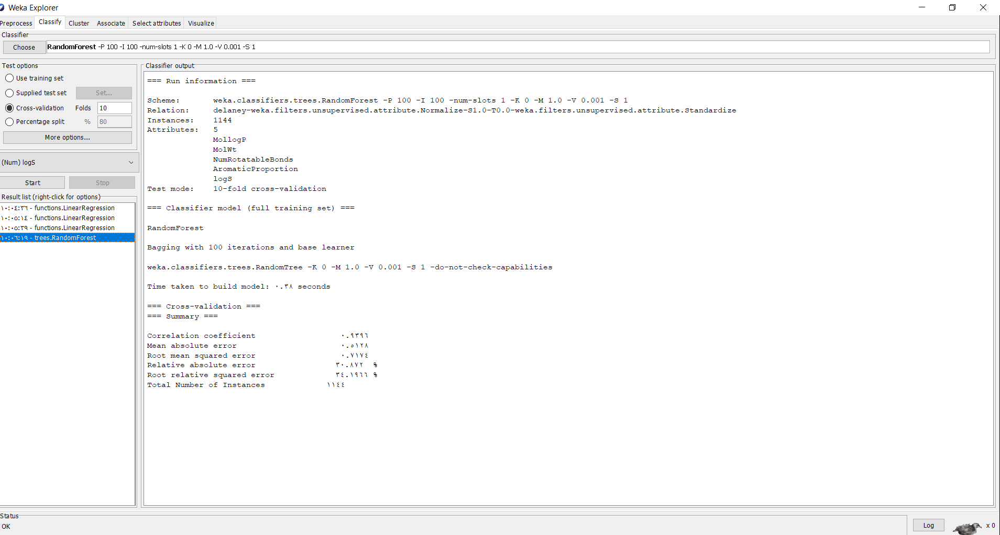 Weka Explorer
Preprocess Classify Cluster Associate Select attributes Visualize
Classifier
Choose RandomForest -P 100 -I 100 -num-slots 1 -K 0 -M 1.0 -V 0.001 -S 1
Test options
Use training set
Supplied test set Set...
Cross-validation Folds 10
Percentage split % 80
More options...
(Num) logS
Start Stop
Result list (right-click for options)
١٠:٠٤:٣٦ - functions.LinearRegression
١٠:٠٥:١٤ - functions.LinearRegression
١٠:٠٥:٣٩ - functions.LinearRegression
١٠:٠٦:١٩ - trees.RandomForest
Classifier output
=== Run information ===
Scheme: weka.classifiers.trees.RandomForest -P 100 -I 100 -num-slots 1 -K 0 -M 1.0 -V 0.001 -S 1
Relation: delaney-weka.filters.unsupervised.attribute.Normalize-S1.0-T0.0-weka.filters.unsupervised.attribute.Standardize
Instances: 1144
Attributes: 5
MollogP
MolWt
NumRotatableBonds
AromaticProportion
logS
Test mode: 10-fold cross-validation
=== Classifier model (full training set) ===
RandomForest
Bagging with 100 iterations and base learner
weka.classifiers.trees.RandomTree -K 0 -M 1.0 -V 0.001 -S 1 -do-not-check-capabilities
Time taken to build model: ٠.٣٨ seconds
=== Cross-validation ===
=== Summary ===
Correlation coefficient ٠.٩٣٩٦
Mean absolute error ٠.٥١٢٨
Root mean squared error ٠.٧١٧٤
Relative absolute error ٣٠.٨٧٢ %
Root relative squared error ٣٤.١٩٦٦ %
Total Number of Instances ١١٤٤
Status
OK
Log x 0